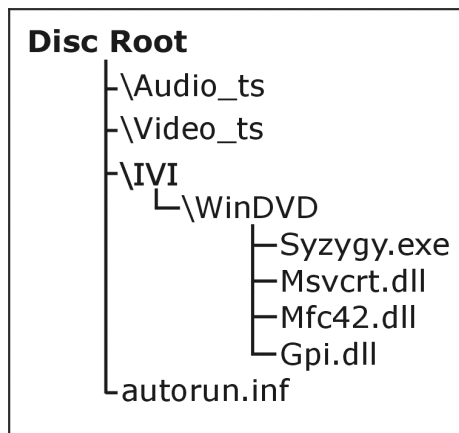 Disc Root
\Audio_ts
\Video_ts
\IVI
\WinDVD
Syzygy.exe
Msvcrt.dll
Mfc42.dll
Gpi.dll
autorun.inf